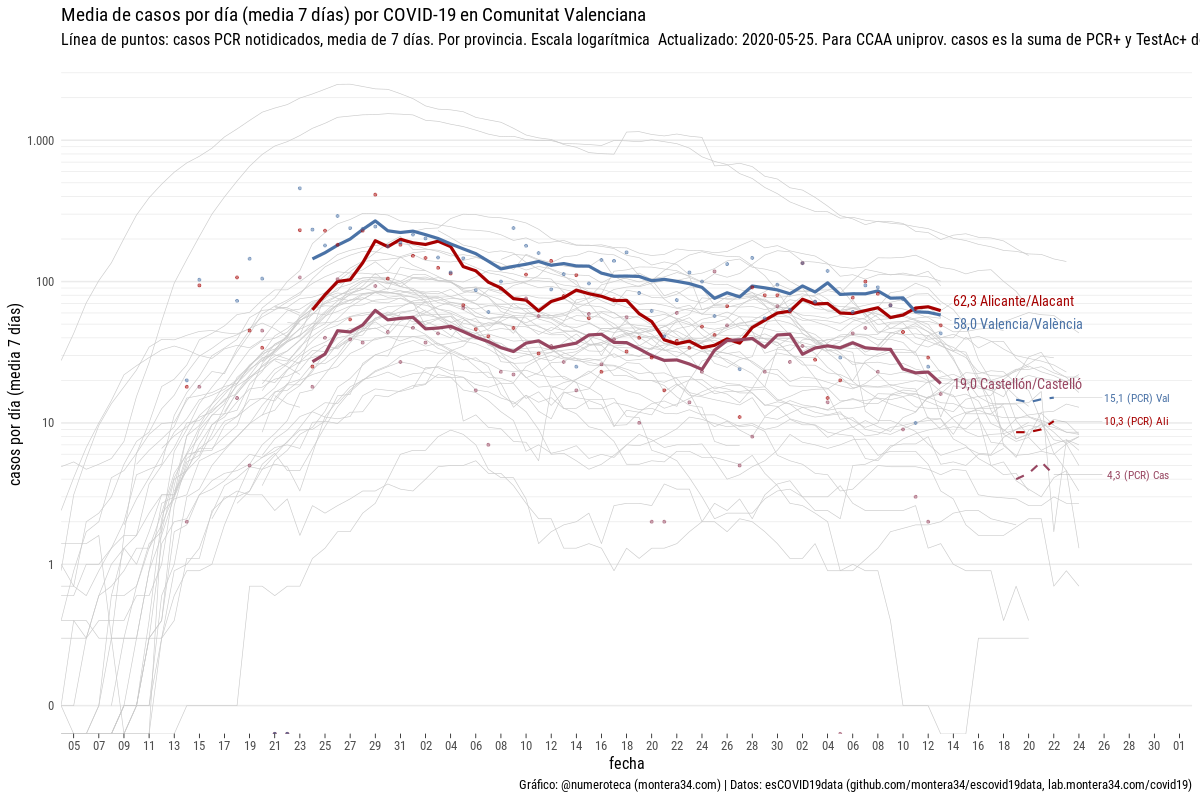 Media de casos por día (media 7 días) por COVID-19 en Comunitat Valenciana
Línea de puntos: casos PCR notidicados, media de 7 días. Por provincia. Escala logarítmica  Actualizado: 2020-05-25. Para CCAA uniprov. casos es la suma de PCR+ y TestAc+ d
casos por día (media 7 días)
1.000
100
10
1
0
62,3 Alicante/Alacant
58,0 Valencia/València
19,0 Castellón/Castelló
15,1 (PCR) Val
10,3 (PCR) Ali
4,3 (PCR) Cas
05 07 09 11 13 15 17 19 21 23 25 27 29 31 02 04 06 08 10 12 14 16 18 20 22 24 26 28 30 02 04 06 08 10 12 14 16 18 20 22 24 26 28 30 01
fecha
Gráfico: @numeroteca (montera34.com) | Datos: esCOVID19data (github.com/montera34/escovid19data, lab.montera34.com/covid19)